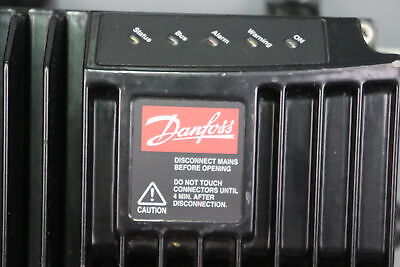 Status Bus Alarm Warning ON
Danfoss
DISCONNECT MAINS
BEFORE OPENING
DO NOT TOUCH
CONNECTORS UNTIL
4 MIN. AFTER
DISCONNECTION.
CAUTION